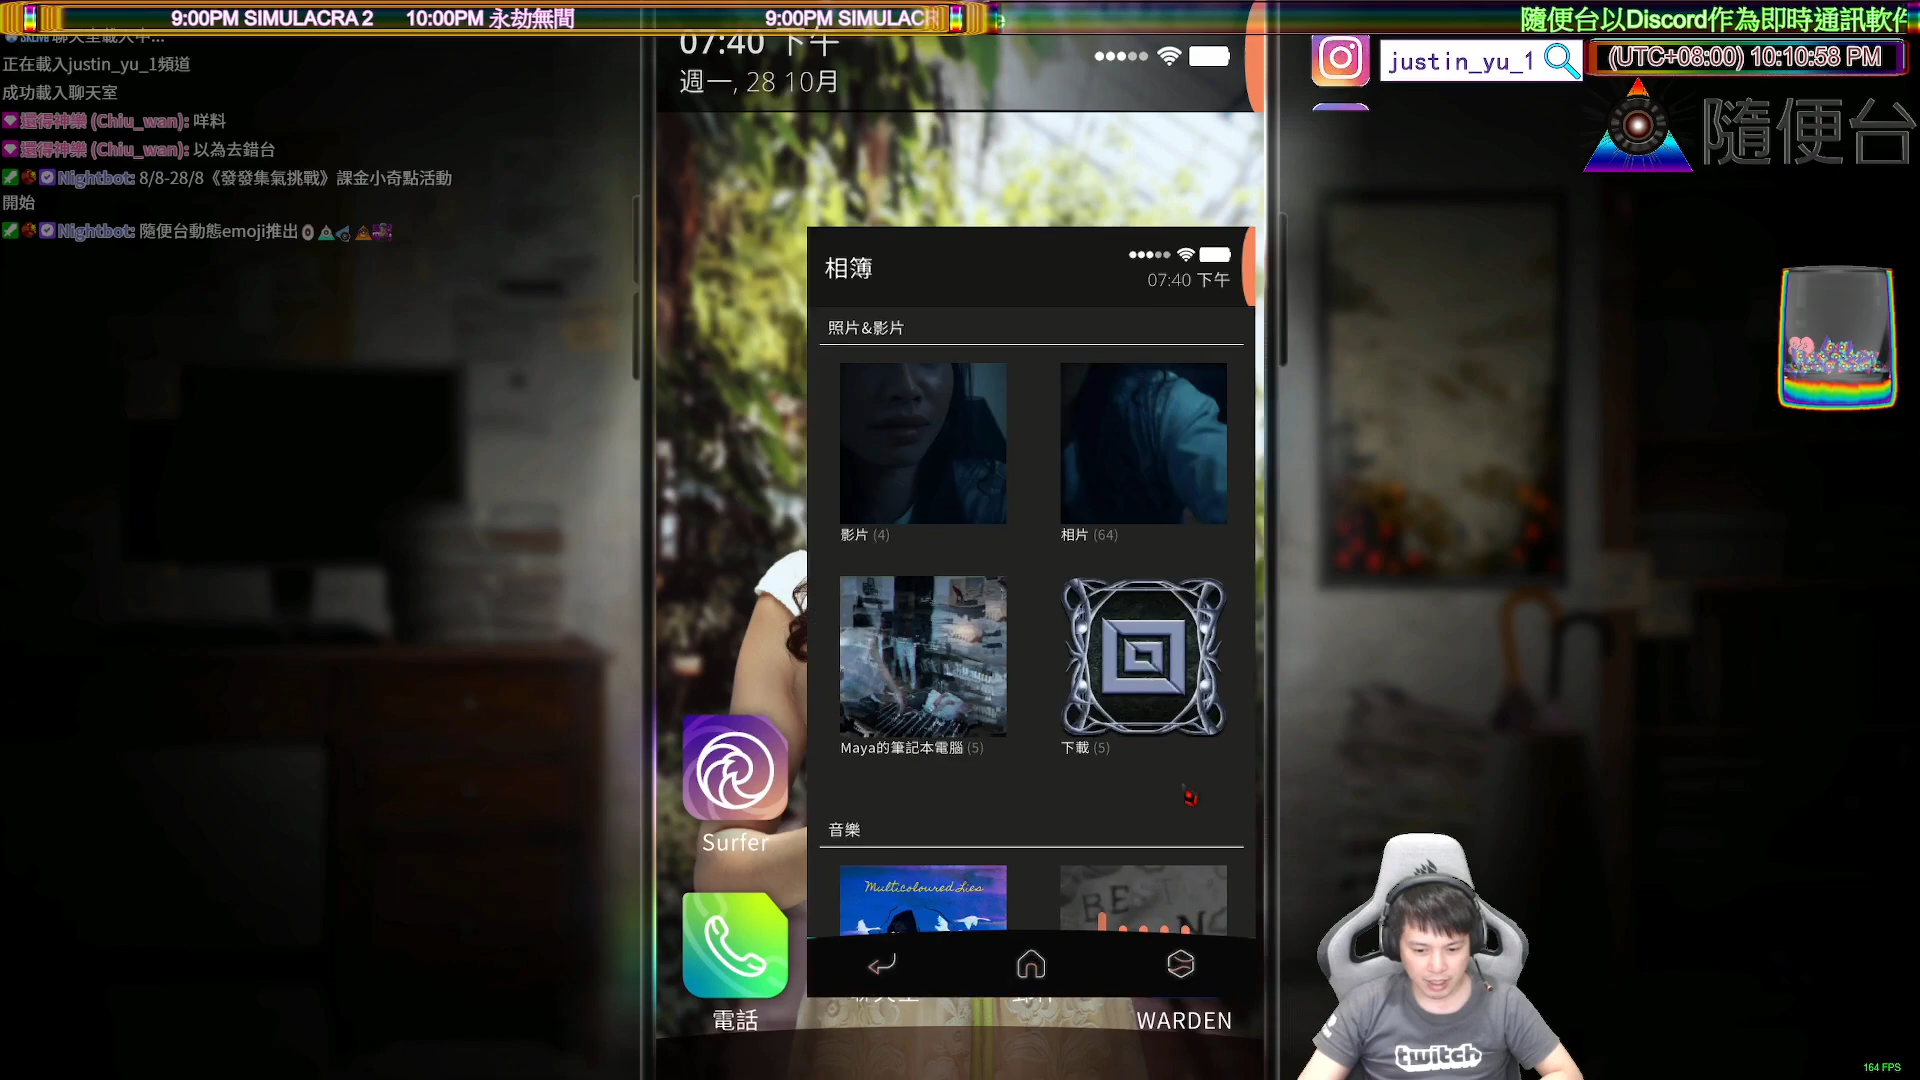 9:00PM SIMULACRA 2 10:00PM 永劫無間
9:00PM SIMULAC
隨便台以Discord作為即時通訊軟件
聊天室載入中...
正在載入justin_yu_1頻道
成功載入聊天室
還得神樂 (Chiu_wan): 咩料
還得神樂 (Chiu_wan): 以為去錯台
Nightbot: 8/8-28/8《發發集氣挑戰》課金小奇點活動
開始
Nightbot: 隨便台動態emoji推出
07:40 下午
週一, 28 10月
justin_yu_1
(UTC+08:00) 10:10:58 PM
隨便台
相簿
07:40 下午
照片&影片
影片 (4)
相片 (64)
Maya的筆記本電腦 (5)
下載 (5)
音樂
Multicoloured Lies
BE
Surfer
電話
WARDEN
twitch
164 FPS